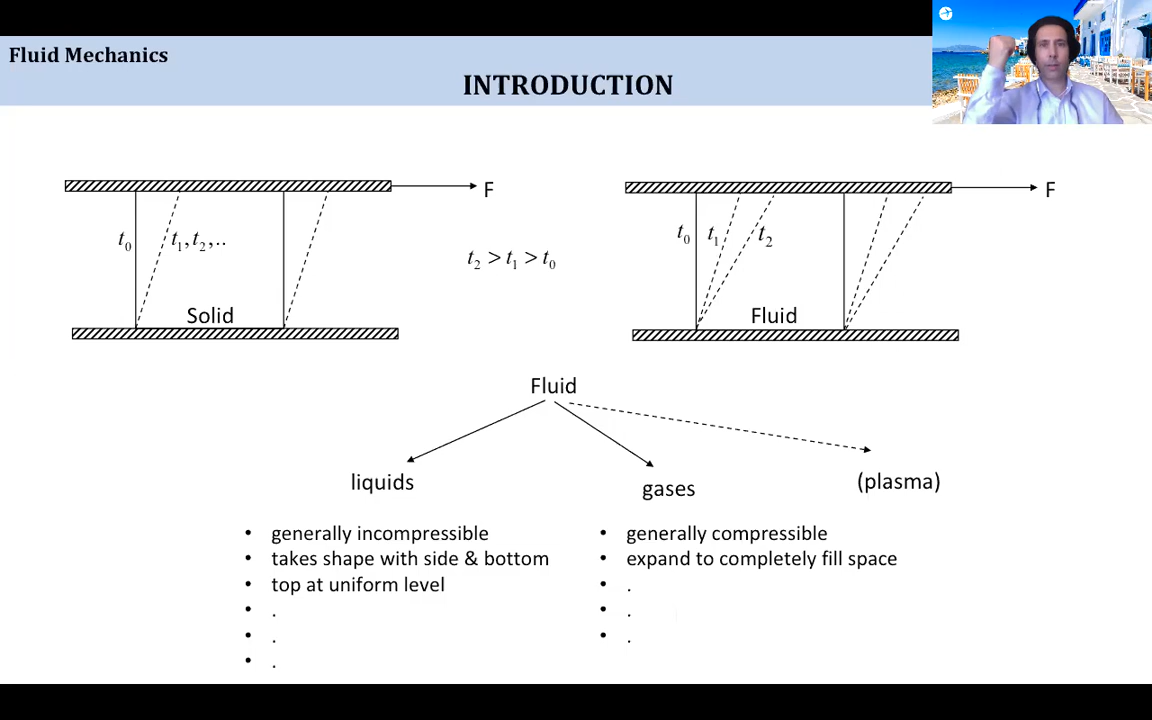 Fluid Mechanics
INTRODUCTION
F
F
t₀
t₁,t₂,..
t₀
t₁
t₂
t₂ > t₁ > t₀
Solid
Fluid
Fluid
liquids
gases
(plasma)
• generally incompressible
• takes shape with side & bottom
• top at uniform level
• .
• .
• .
• generally compressible
• expand to completely fill space
• .
• .
• .